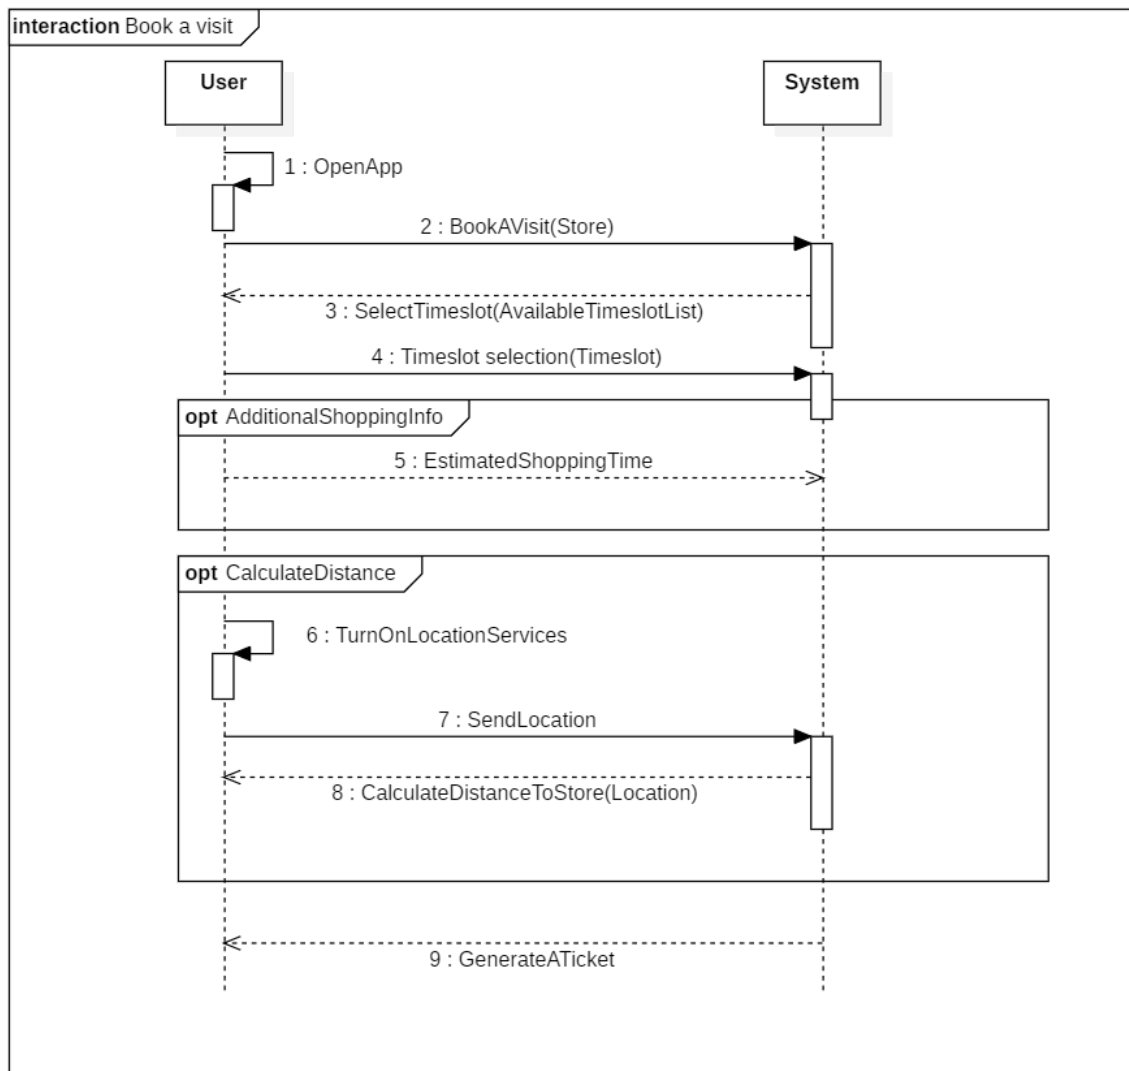 interaction Book a visit
User
System
1 : OpenApp
2 : BookAVisit(Store)
3 : SelectTimeslot(AvailableTimeslotList)
4 : Timeslot selection(Timeslot)
opt AdditionalShoppingInfo
5 : EstimatedShoppingTime
opt CalculateDistance
6 : TurnOnLocationServices
7 : SendLocation
8 : CalculateDistanceToStore(Location)
9 : GenerateATicket